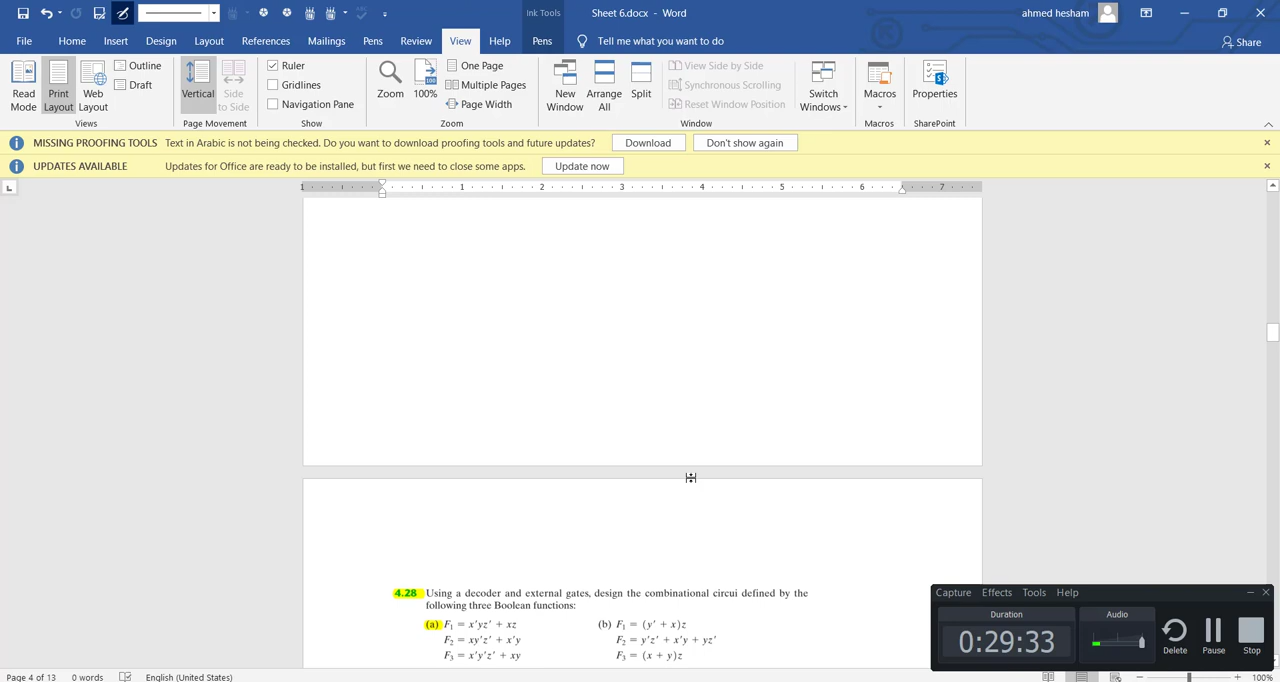 Ink Tools
Sheet 6.docx - Word
ahmed hesham
File Home Insert Design Layout References Mailings Pens Review View Help Pens Tell me what you want to do Share
Read Mode
Print Layout
Web Layout
Outline
Draft
Views
Vertical
Side to Side
Page Movement
Ruler
Gridlines
Navigation Pane
Show
Zoom
100%
One Page
Multiple Pages
Page Width
Zoom
New Window
Arrange All
Split
View Side by Side
Synchronous Scrolling
Reset Window Position
Window
Switch Windows
Macros
Macros
Properties
SharePoint
MISSING PROOFING TOOLS Text in Arabic is not being checked. Do you want to download proofing tools and future updates? Download Don't show again
UPDATES AVAILABLE Updates for Office are ready to be installed, but first we need to close some apps. Update now
1 1 2 3 4 5 6 7
4.28 Using a decoder and external gates, design the combinational circui defined by the
following three Boolean functions:
(a) F₁ = x'yz' + xz (b) F₁ = (y' + x)z
F₂ = xy'z' + x'y F₂ = y'z' + x'y + yz'
F₃ = x'y'z' + xy F₃ = (x + y)z
Capture Effects Tools Help
Duration
0:29:33
Audio
Delete
Pause
Stop
Page 4 of 13 0 words English (United States) 100%